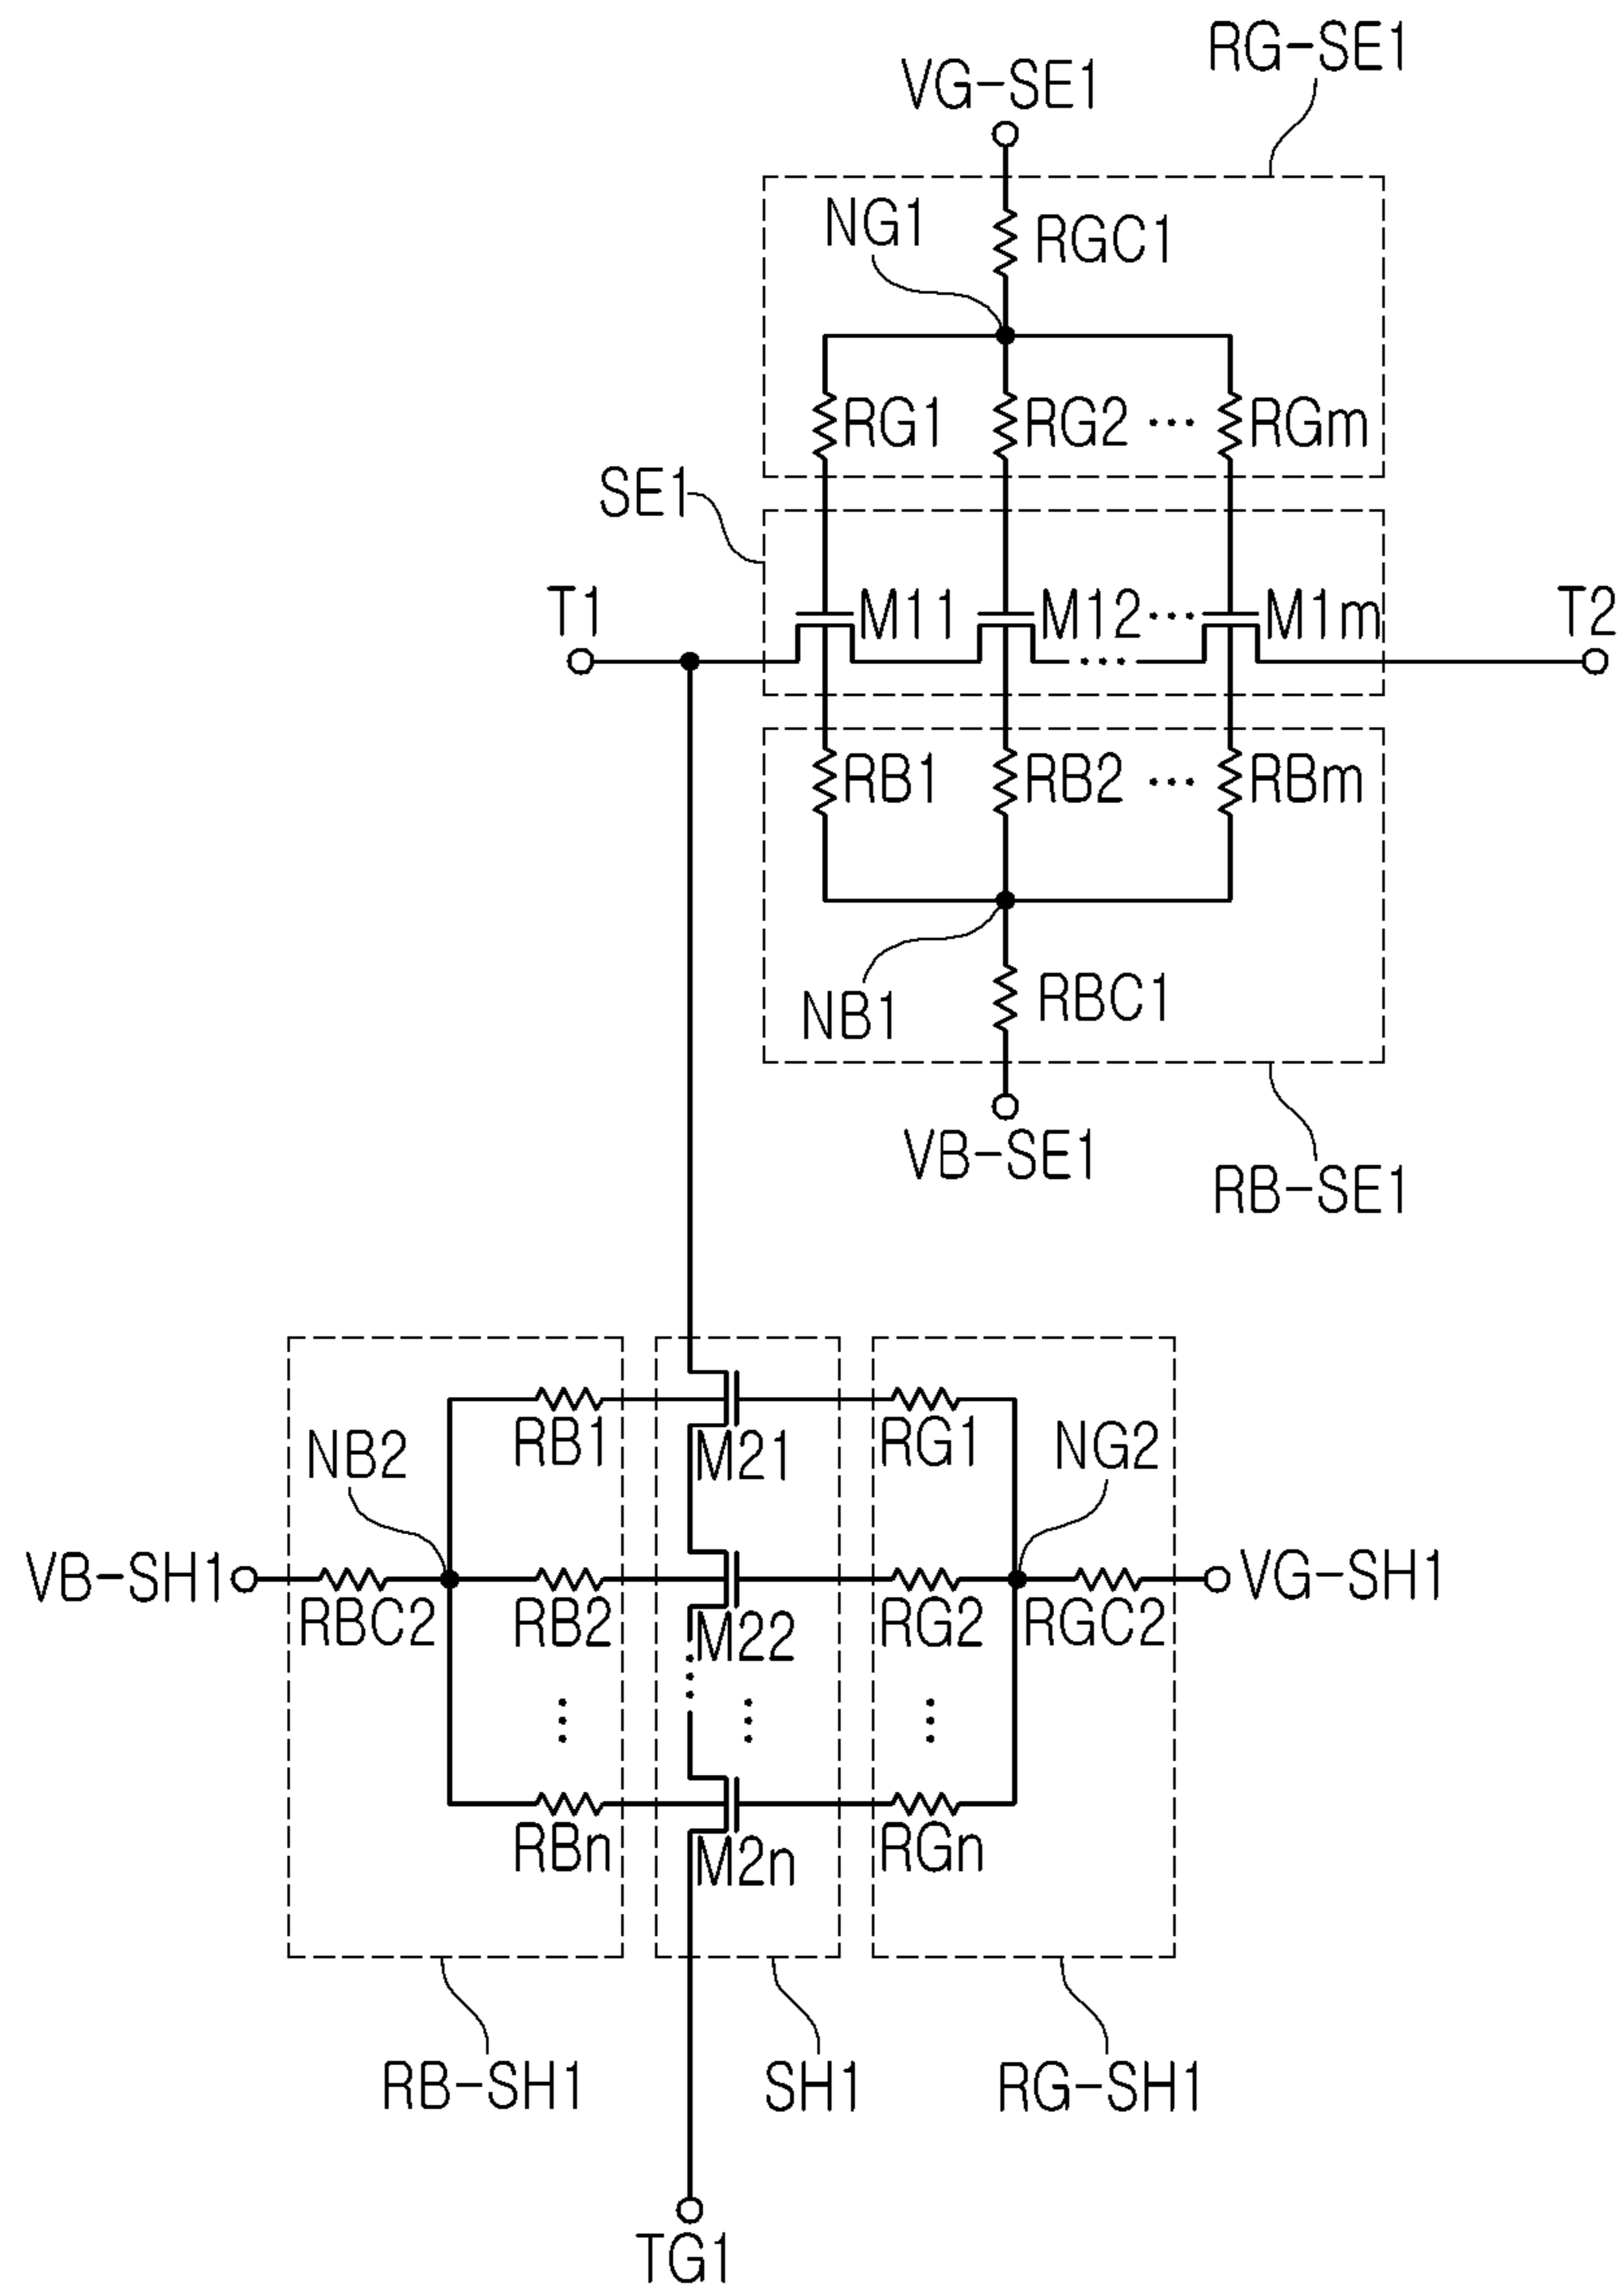 RG-SE1
VG-SE1
NG1
RGC1
RG1
RG2
...
RGm
SE1
T1
M11
M12
...
M1m
T2
...
RB1
RB2
...
RBm
NB1
RBC1
VB-SE1
RB-SE1
RB1
M21
RG1
NB2
NG2
VB-SH1
VG-SH1
RBC2
RB2
M22
RG2
RGC2
RBn
M2n
RGn
RB-SH1
SH1
RG-SH1
TG1